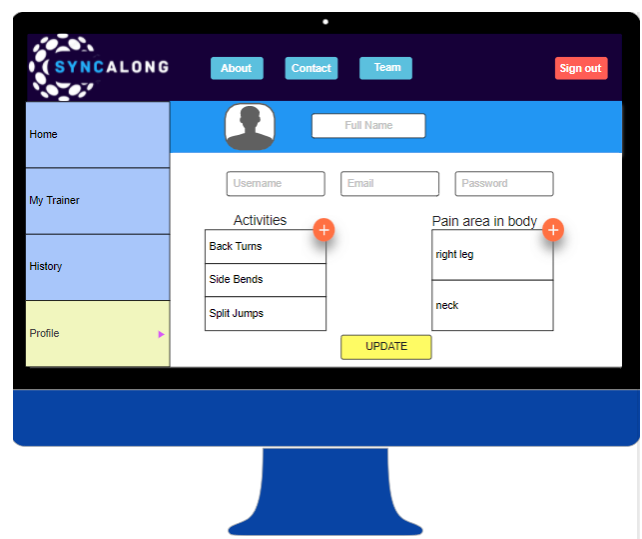 SYNCALONG
About
Contact
Team
Sign out
Home
My Trainer
History
Profile
Full Name
Username
Email
Password
Activities
+
Back Turns
Side Bends
Split Jumps
Pain area in body
+
right leg
neck
UPDATE